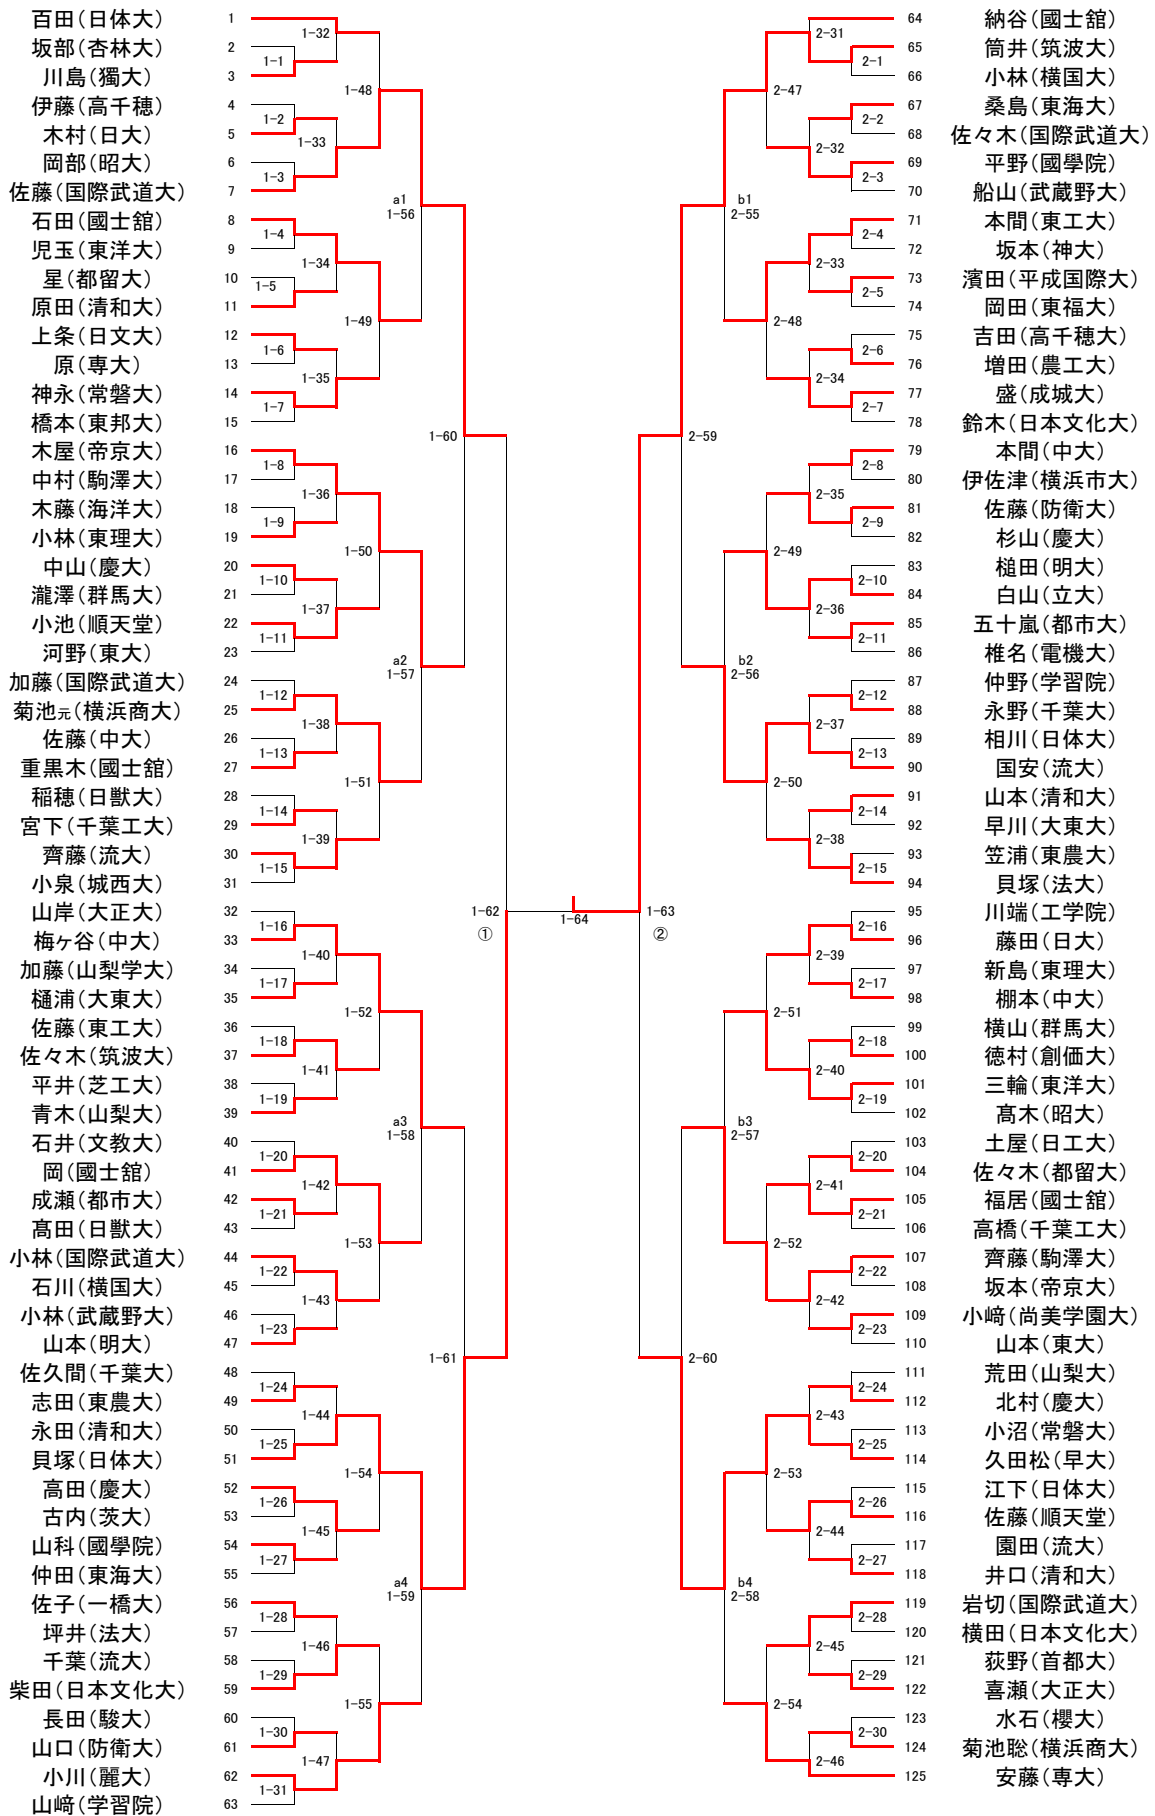 百田(日体大) 1
坂部(杏林大) 2
川島(獨大) 3
伊藤(高千穂) 4
木村(日大) 5
岡部(昭大) 6
佐藤(国際武道大) 7
石田(國士舘) 8
児玉(東洋大) 9
星(都留大) 10
原田(清和大) 11
上条(日文大) 12
原(専大) 13
神永(常磐大) 14
橋本(東邦大) 15
木屋(帝京大) 16
中村(駒澤大) 17
木藤(海洋大) 18
小林(東理大) 19
中山(慶大) 20
瀧澤(群馬大) 21
小池(順天堂) 22
河野(東大) 23
加藤(国際武道大) 24
菊池元(横浜商大) 25
佐藤(中大) 26
重黒木(國士舘) 27
稲穂(日獣大) 28
宮下(千葉工大) 29
齊藤(流大) 30
小泉(城西大) 31
山岸(大正大) 32
梅ヶ谷(中大) 33
加藤(山梨学大) 34
樋浦(大東大) 35
佐藤(東工大) 36
佐々木(筑波大) 37
平井(芝工大) 38
青木(山梨大) 39
石井(文教大) 40
岡(國士舘) 41
成瀬(都市大) 42
髙田(日獣大) 43
小林(国際武道大) 44
石川(横国大) 45
小林(武蔵野大) 46
山本(明大) 47
佐久間(千葉大) 48
志田(東農大) 49
永田(清和大) 50
貝塚(日体大) 51
高田(慶大) 52
古内(茨大) 53
山科(國學院) 54
仲田(東海大) 55
佐子(一橋大) 56
坪井(法大) 57
千葉(流大) 58
柴田(日本文化大) 59
長田(駿大) 60
山口(防衛大) 61
小川(麗大) 62
山﨑(学習院) 63
1-1
1-2
1-3
1-4
1-5
1-6
1-7
1-8
1-9
1-10
1-11
1-12
1-13
1-14
1-15
1-16
1-17
1-18
1-19
1-20
1-21
1-22
1-23
1-24
1-25
1-26
1-27
1-28
1-29
1-30
1-31
1-32
1-33
1-34
1-35
1-36
1-37
1-38
1-39
1-40
1-41
1-42
1-43
1-44
1-45
1-46
1-47
1-48
1-49
1-50
1-51
1-52
1-53
1-54
1-55
a1
1-56
a2
1-57
a3
1-58
a4
1-59
1-60
1-61
1-62
①
1-64
1-63
②
2-59
2-60
b1
2-55
b2
2-56
b3
2-57
b4
2-58
2-47
2-48
2-49
2-50
2-51
2-52
2-53
2-54
2-31
2-32
2-33
2-34
2-35
2-36
2-37
2-38
2-39
2-40
2-41
2-42
2-43
2-44
2-45
2-46
2-1
2-2
2-3
2-4
2-5
2-6
2-7
2-8
2-9
2-10
2-11
2-12
2-13
2-14
2-15
2-16
2-17
2-18
2-19
2-20
2-21
2-22
2-23
2-24
2-25
2-26
2-27
2-28
2-29
2-30
64 納谷(國士舘)
65 筒井(筑波大)
66 小林(横国大)
67 桑島(東海大)
68 佐々木(国際武道大)
69 平野(國學院)
70 船山(武蔵野大)
71 本間(東工大)
72 坂本(神大)
73 濱田(平成国際大)
74 岡田(東福大)
75 吉田(高千穂大)
76 増田(農工大)
77 盛(成城大)
78 鈴木(日本文化大)
79 本間(中大)
80 伊佐津(横浜市大)
81 佐藤(防衛大)
82 杉山(慶大)
83 槌田(明大)
84 白山(立大)
85 五十嵐(都市大)
86 椎名(電機大)
87 仲野(学習院)
88 永野(千葉大)
89 相川(日体大)
90 国安(流大)
91 山本(清和大)
92 早川(大東大)
93 笠浦(東農大)
94 貝塚(法大)
95 川端(工学院)
96 藤田(日大)
97 新島(東理大)
98 棚本(中大)
99 横山(群馬大)
100 徳村(創価大)
101 三輪(東洋大)
102 髙木(昭大)
103 土屋(日工大)
104 佐々木(都留大)
105 福居(國士舘)
106 高橋(千葉工大)
107 齊藤(駒澤大)
108 坂本(帝京大)
109 小﨑(尚美学園大)
110 山本(東大)
111 荒田(山梨大)
112 北村(慶大)
113 小沼(常磐大)
114 久田松(早大)
115 江下(日体大)
116 佐藤(順天堂)
117 園田(流大)
118 井口(清和大)
119 岩切(国際武道大)
120 横田(日本文化大)
121 荻野(首都大)
122 喜瀬(大正大)
123 水石(櫻大)
124 菊池聡(横浜商大)
125 安藤(専大)